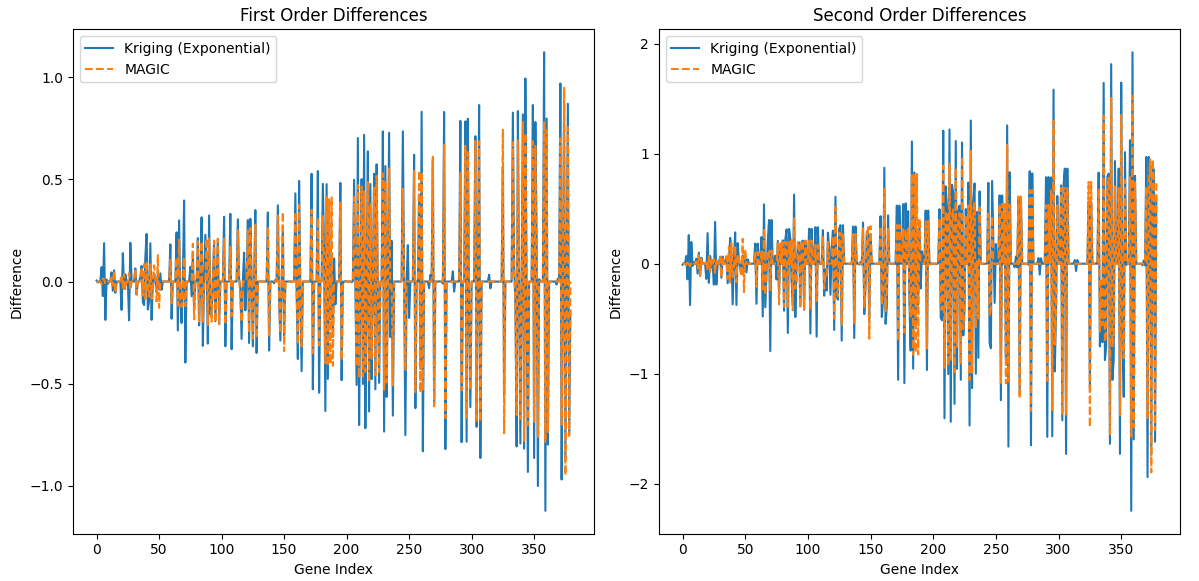 First Order Differences
Kriging (Exponential)
MAGIC
1.0
0.5
0.0
−0.5
−1.0
Difference
0 50 100 150 200 250 300 350
Gene Index
Second Order Differences
Kriging (Exponential)
MAGIC
2
1
0
−1
−2
Difference
0 50 100 150 200 250 300 350
Gene Index